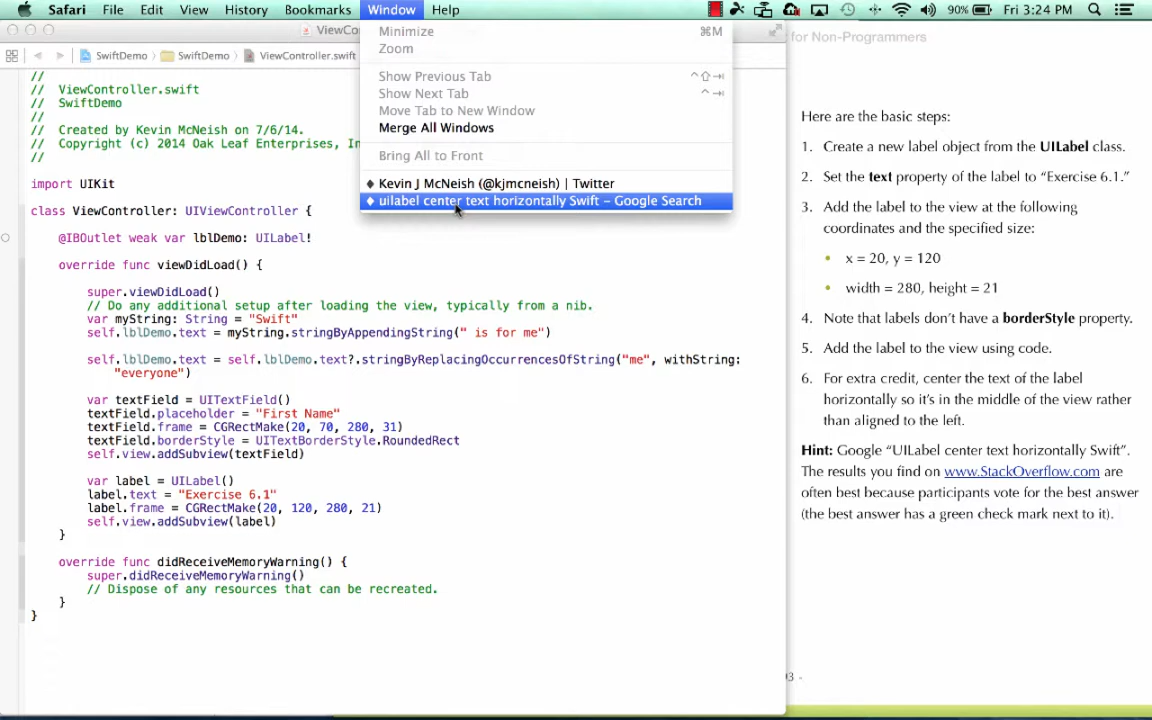 Safari File Edit View History Bookmarks Window Help 90% Fri 3:24 PM
ViewCo
for Non-Programmers
Minimize ⌘M
Zoom
Show Previous Tab ⌃⇧⇥
Show Next Tab ⌃⇥
Move Tab to New Window
Merge All Windows
Bring All to Front
Kevin J McNeish (@kjmcneish) | Twitter
uilabel center text horizontally Swift – Google Search
SwiftDemo SwiftDemo ViewController.swift
//
// ViewController.swift
// SwiftDemo
//
// Created by Kevin McNeish on 7/6/14.
// Copyright (c) 2014 Oak Leaf Enterprises, In
//
import UIKit
class ViewController: UIViewController {
@IBOutlet weak var lblDemo: UILabel!
override func viewDidLoad() {
super.viewDidLoad()
// Do any additional setup after loading the view, typically from a nib.
var myString: String = "Swift"
self.lblDemo.text = myString.stringByAppendingString(" is for me")
self.lblDemo.text = self.lblDemo.text?.stringByReplacingOccurrencesOfString("me", withString:
"everyone")
var textField = UITextField()
textField.placeholder = "First Name"
textField.frame = CGRectMake(20, 70, 280, 31)
textField.borderStyle = UITextBorderStyle.RoundedRect
self.view.addSubview(textField)
var label = UILabel()
label.text = "Exercise 6.1"
label.frame = CGRectMake(20, 120, 280, 21)
self.view.addSubview(label)
}
override func didReceiveMemoryWarning() {
super.didReceiveMemoryWarning()
// Dispose of any resources that can be recreated.
}
}
Here are the basic steps:
1. Create a new label object from the UILabel class.
2. Set the text property of the label to “Exercise 6.1.”
3. Add the label to the view at the following
coordinates and the specified size:
• x = 20, y = 120
• width = 280, height = 21
4. Note that labels don’t have a borderStyle property.
5. Add the label to the view using code.
6. For extra credit, center the text of the label
horizontally so it’s in the middle of the view rather
than aligned to the left.
Hint: Google “UILabel center text horizontally Swift”.
The results you find on www.StackOverflow.com are
often best because participants vote for the best answer
(the best answer has a green check mark next to it).
93 -